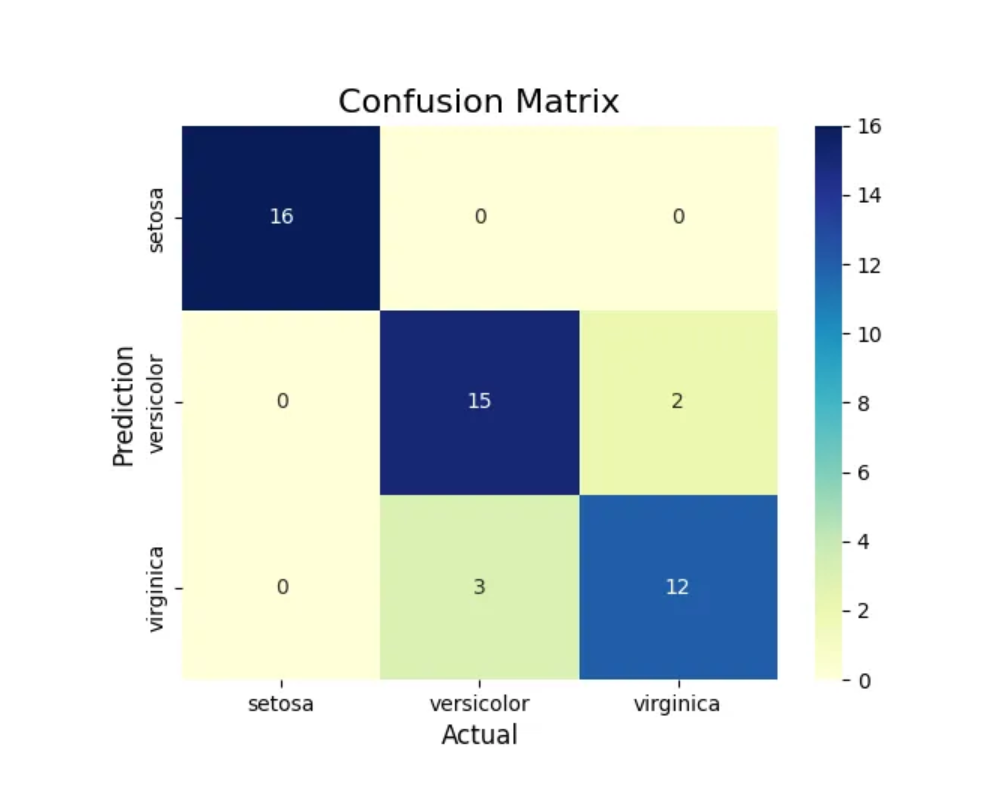 Confusion Matrix
Prediction
setosa
16 0 0
versicolor
0 15 2
virginica
0 3 12
setosa versicolor virginica
Actual
16
14
12
10
8
6
4
2
0